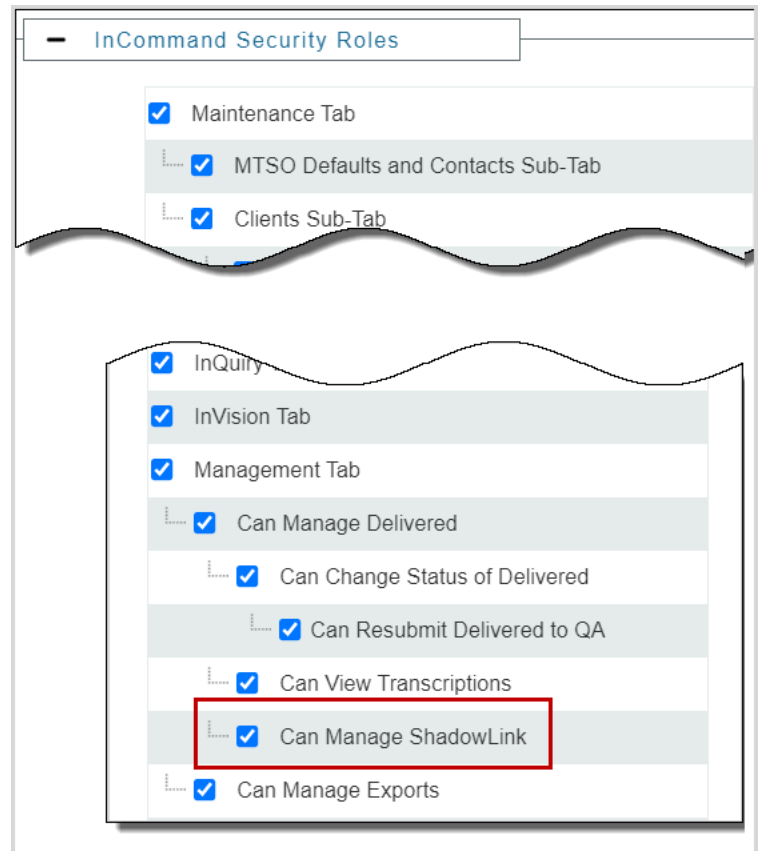 InCommand Security Roles
Maintenance Tab
MTSO Defaults and Contacts Sub-Tab
Clients Sub-Tab
InQuiry
InVision Tab
Management Tab
Can Manage Delivered
Can Change Status of Delivered
Can Resubmit Delivered to QA
Can View Transcriptions
Can Manage ShadowLink
Can Manage Exports